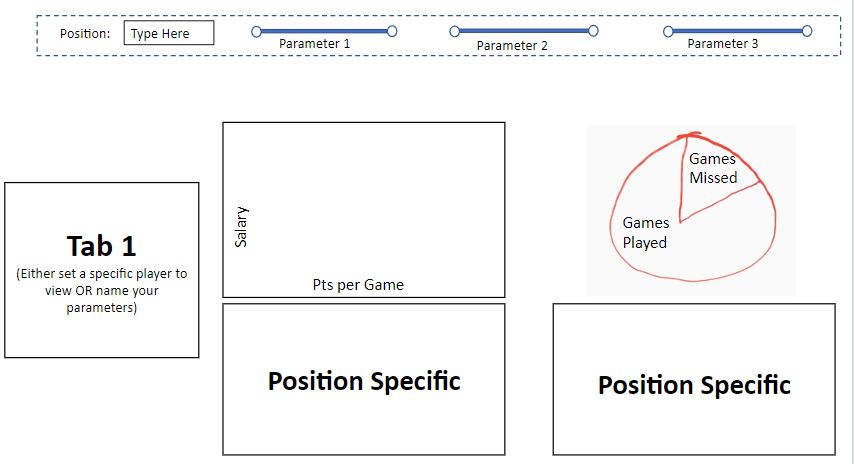 Position:
Type Here
Parameter 1
Parameter 2
Parameter 3
Tab 1
(Either set a specific player to
view OR name your
parameters)
Salary
Pts per Game
Games
Missed
Games
Played
Position Specific
Position Specific